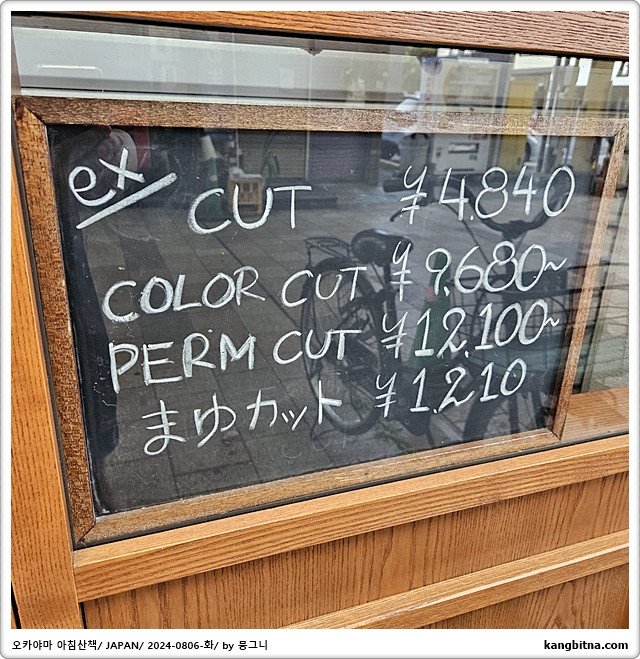 ex
CUT ¥4.840
COLOR CUT ¥9.680~
PERM CUT ¥12.100~
まゆカット ¥1.210
오카야마 아침산책/ JAPAN/ 2024-0806-화/ by 몽그니
kangbitna.com